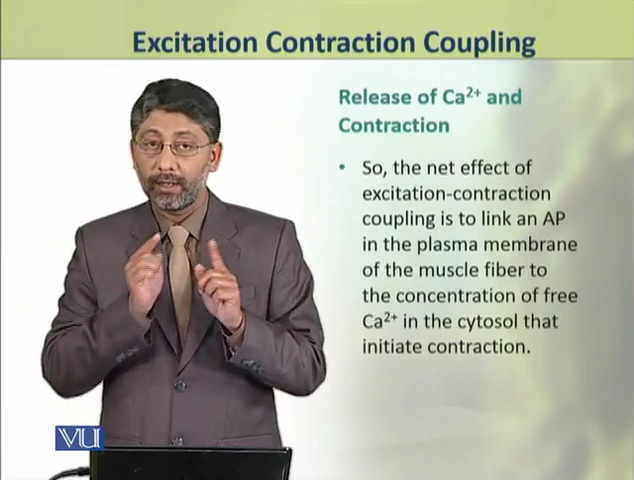 Excitation Contraction Coupling
Release of Ca²⁺ and
Contraction
• So, the net effect of
excitation-contraction
coupling is to link an AP
in the plasma membrane
of the muscle fiber to
the concentration of free
Ca²⁺ in the cytosol that
initiate contraction.
VU